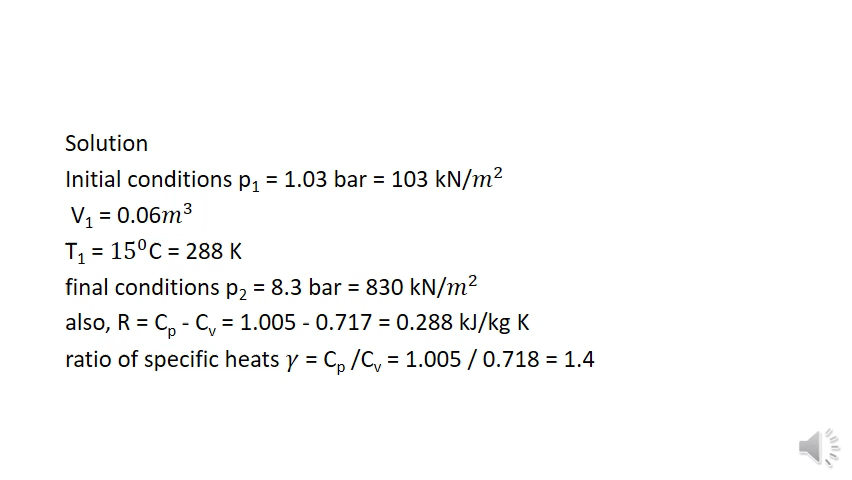 Solution
Initial conditions p₁ = 1.03 bar = 103 kN/𝑚²
V₁ = 0.06𝑚³
T₁ = 15⁰C = 288 K
final conditions p₂ = 8.3 bar = 830 kN/𝑚²
also, R = Cₚ - Cᵥ = 1.005 - 0.717 = 0.288 kJ/kg K
ratio of specific heats 𝛾 = Cₚ /Cᵥ = 1.005 / 0.718 = 1.4